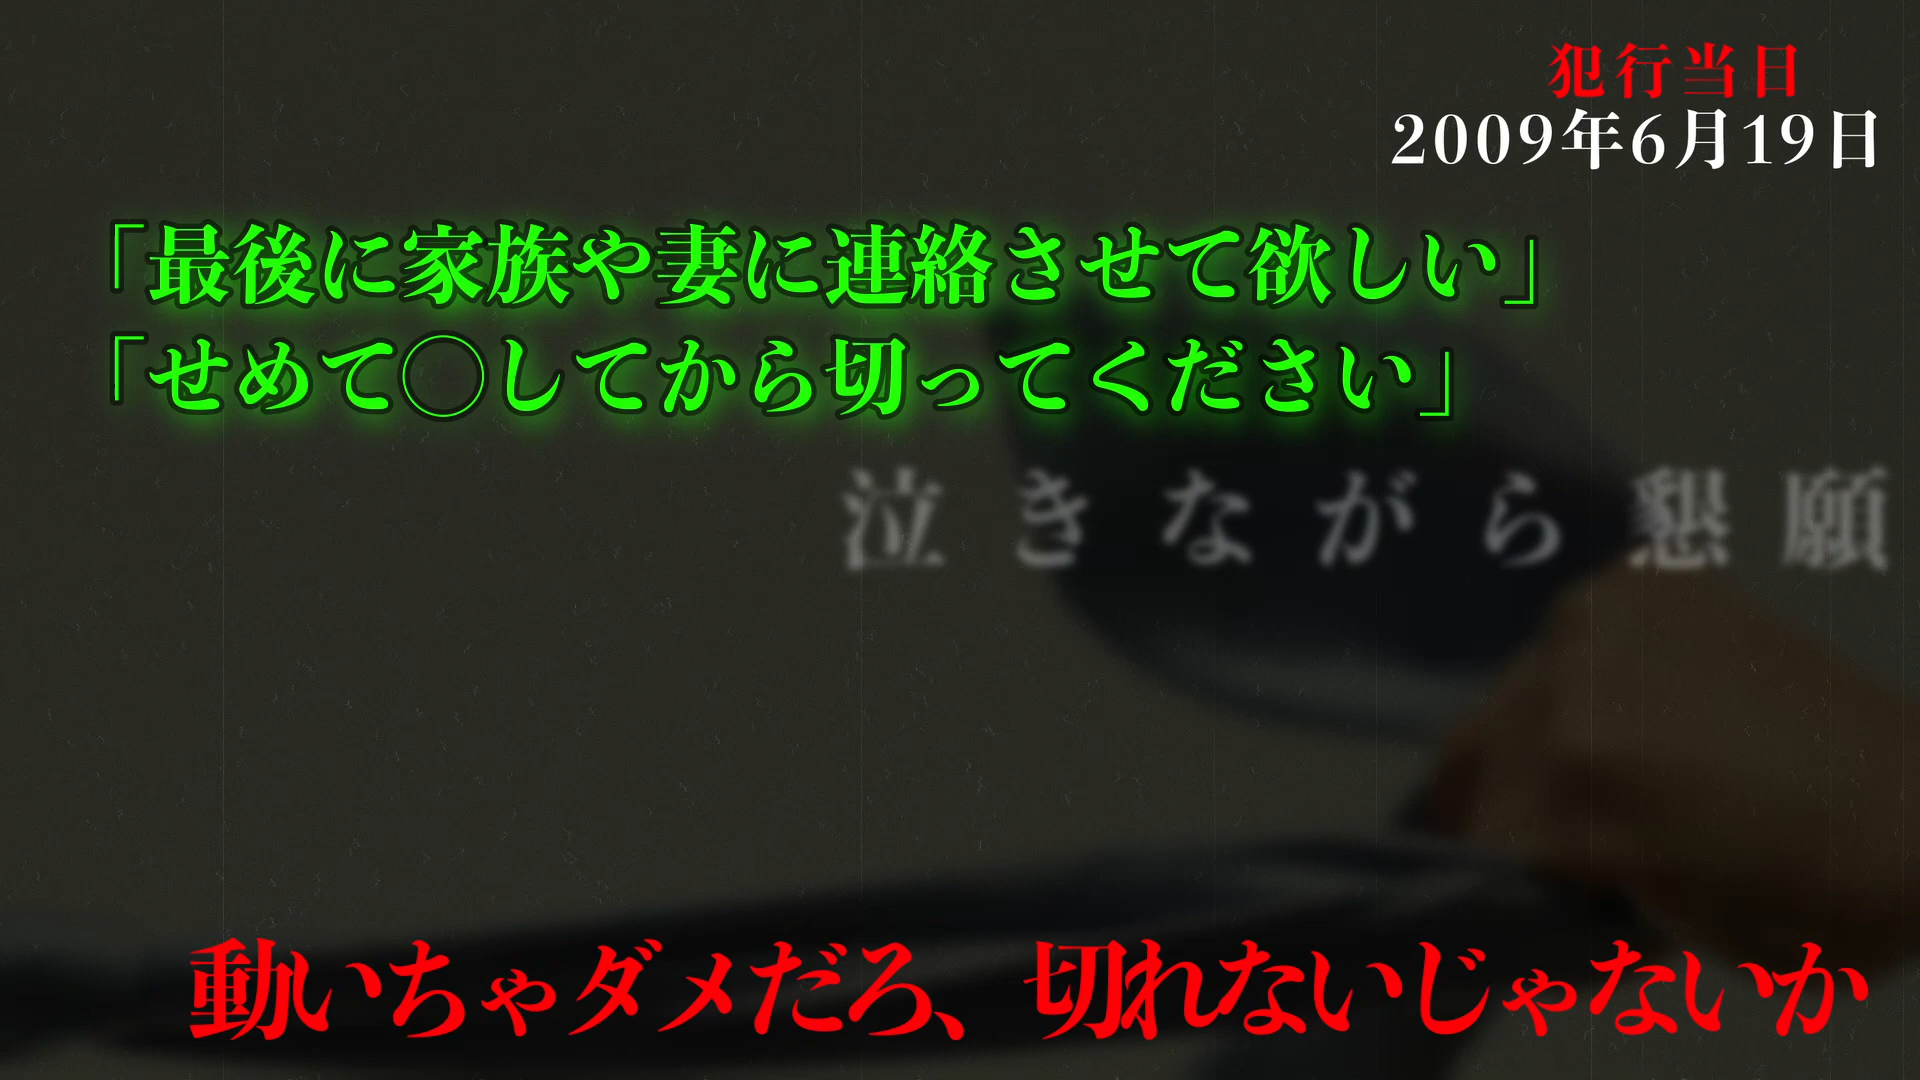 犯行当日
2009年6月19日
「最後に家族や妻に連絡させて欲しい」
「せめて◯してから切ってください」
泣きながら懇願
動いちゃダメだろ、切れないじゃないか